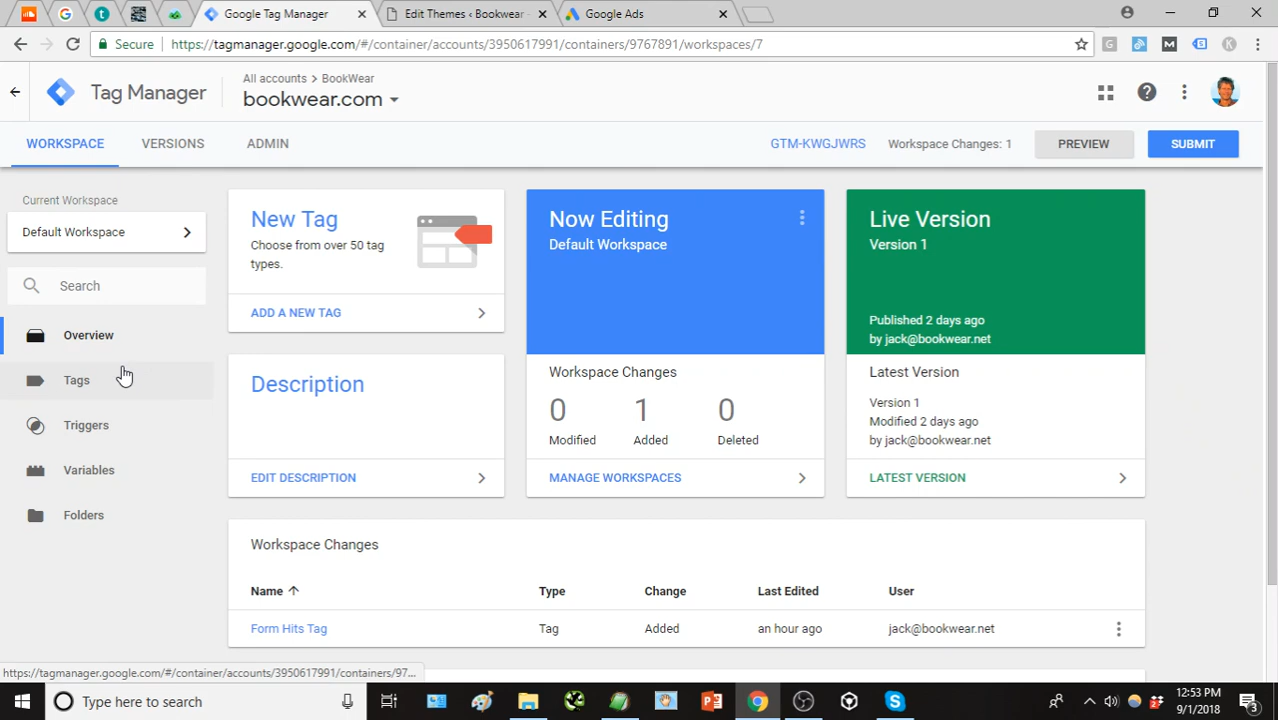 Google Tag Manager
Edit Themes ‹ Bookwear -
Google Ads
Secure
https://tagmanager.google.com/#/container/accounts/3950617991/containers/9767891/workspaces/7
Tag Manager
All accounts > BookWear
bookwear.com
WORKSPACE
VERSIONS
ADMIN
GTM-KWGJWRS
Workspace Changes: 1
PREVIEW
SUBMIT
Current Workspace
Default Workspace
Search
Overview
Tags
Triggers
Variables
Folders
New Tag
Choose from over 50 tag
types.
ADD A NEW TAG
Description
EDIT DESCRIPTION
Now Editing
Default Workspace
Workspace Changes
0 1 0
Modified Added Deleted
MANAGE WORKSPACES
Live Version
Version 1
Published 2 days ago
by jack@bookwear.net
Latest Version
Version 1
Modified 2 days ago
by jack@bookwear.net
LATEST VERSION
Workspace Changes
Name Type Change Last Edited User
Form Hits Tag Tag Added an hour ago jack@bookwear.net
https://tagmanager.google.com/#/container/accounts/3950617991/containers/97...
Type here to search
12:53 PM
9/1/2018
3